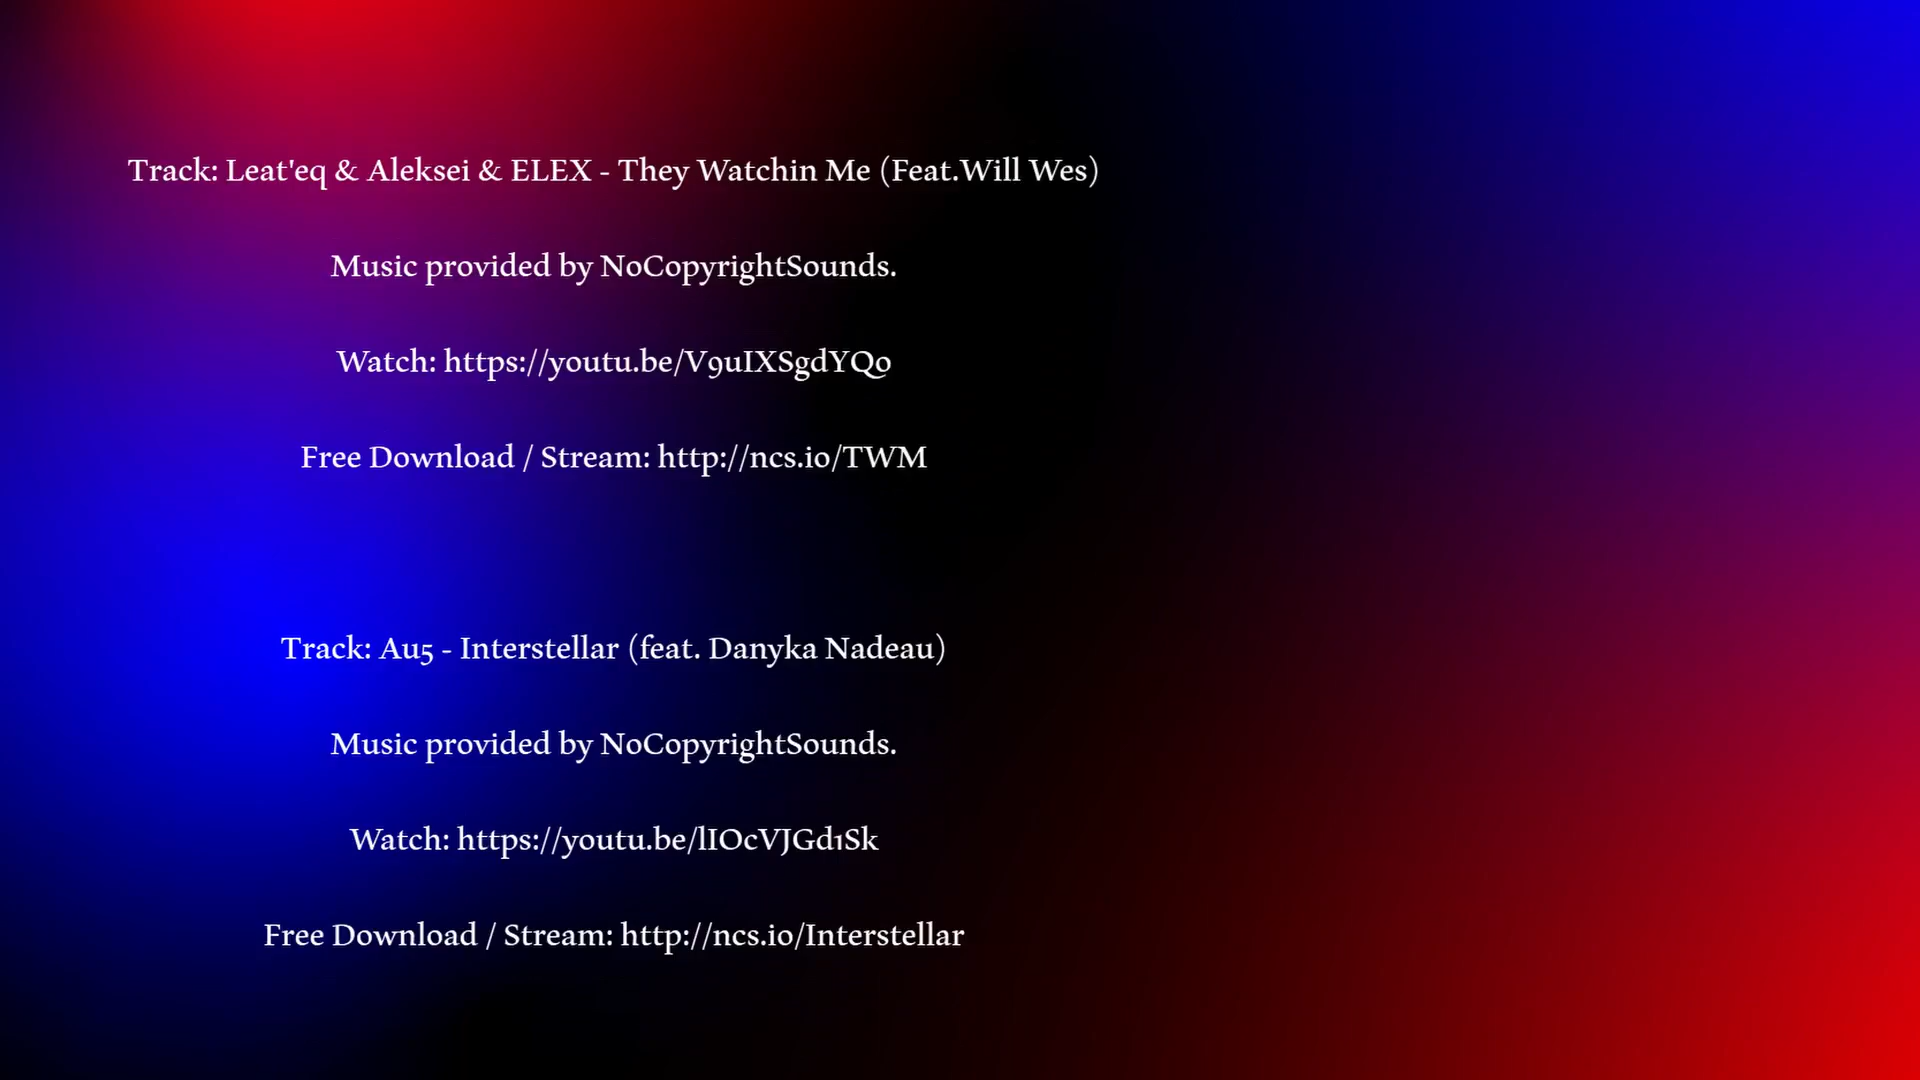 Track: Leat'eq & Aleksei & ELEX - They Watchin Me (Feat.Will Wes)
Music provided by NoCopyrightSounds.
Watch: https://youtu.be/V9uIXSgdYQo
Free Download / Stream: http://ncs.io/TWM
Track: Au5 - Interstellar (feat. Danyka Nadeau)
Music provided by NoCopyrightSounds.
Watch: https://youtu.be/lIOcVJGd1Sk
Free Download / Stream: http://ncs.io/Interstellar